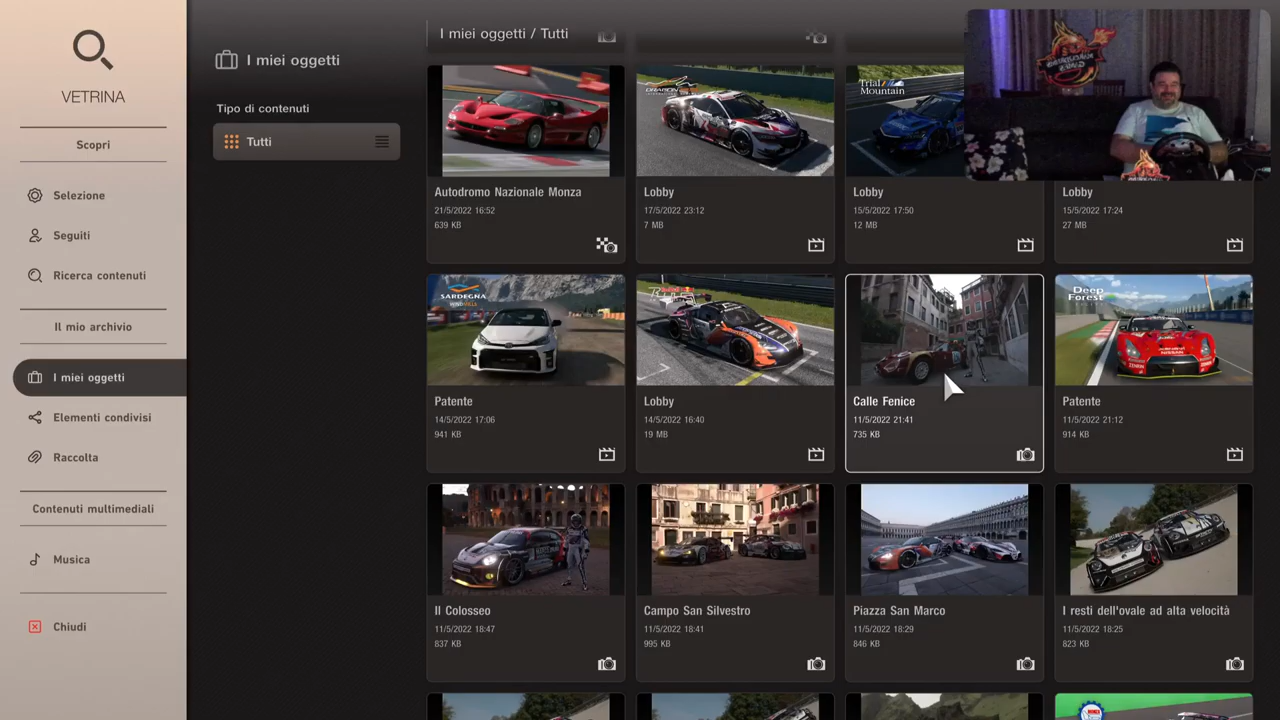 VETRINA
Scopri
Selezione
Seguiti
Ricerca contenuti
Il mio archivio
I miei oggetti
Elementi condivisi
Raccolta
Contenuti multimediali
Musica
Chiudi
I miei oggetti
Tipo di contenuti
Tutti
I miei oggetti / Tutti
Autodromo Nazionale Monza
21/5/2022 16:52
639 KB
Lobby
17/5/2022 23:12
7 MB
Trial
Mountain
Lobby
15/5/2022 17:50
12 MB
Lobby
15/5/2022 17:24
27 MB
SARDEGNA
WINDMILLS
Patente
14/5/2022 17:06
941 KB
Lobby
14/5/2022 16:40
19 MB
Calle Fenice
11/5/2022 21:41
735 KB
Deep
Forest
Patente
11/5/2022 21:12
914 KB
Il Colosseo
11/5/2022 18:47
837 KB
Campo San Silvestro
11/5/2022 18:41
995 KB
Piazza San Marco
11/5/2022 18:29
846 KB
I resti dell'ovale ad alta velocità
11/5/2022 18:25
823 KB